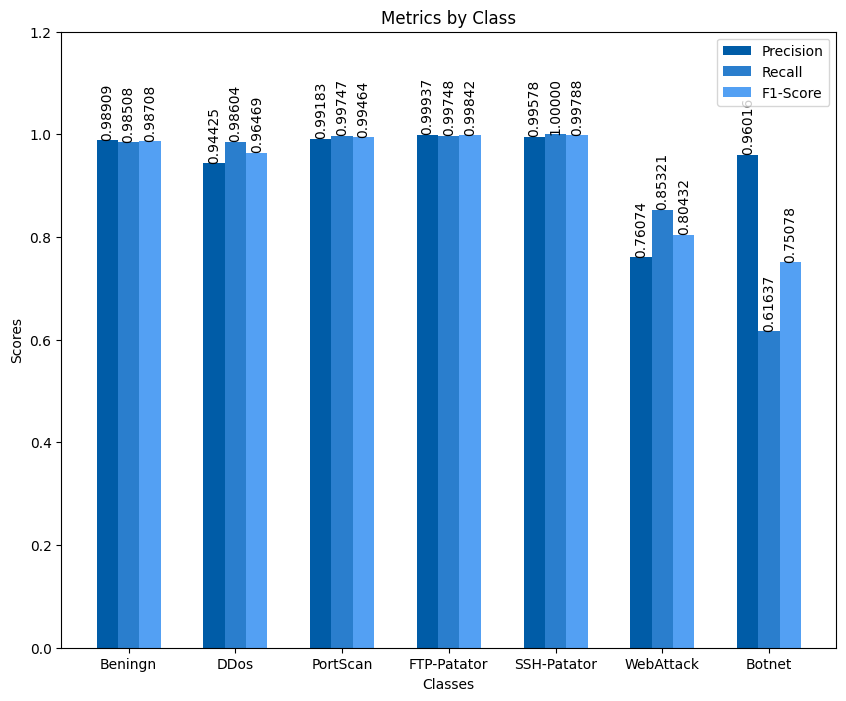 Metrics by Class
Precision
Recall
F1-Score
1.2
1.0
0.8
0.6
0.4
0.2
0.0
Scores
0.98909
0.98508
0.98708
0.94425
0.98604
0.96469
0.99183
0.99747
0.99464
0.99937
0.99748
0.99842
0.99578
1.00000
0.99788
0.76074
0.85321
0.80432
0.96016
0.61637
0.75078
Beningn
DDos
PortScan
FTP-Patator
SSH-Patator
WebAttack
Botnet
Classes